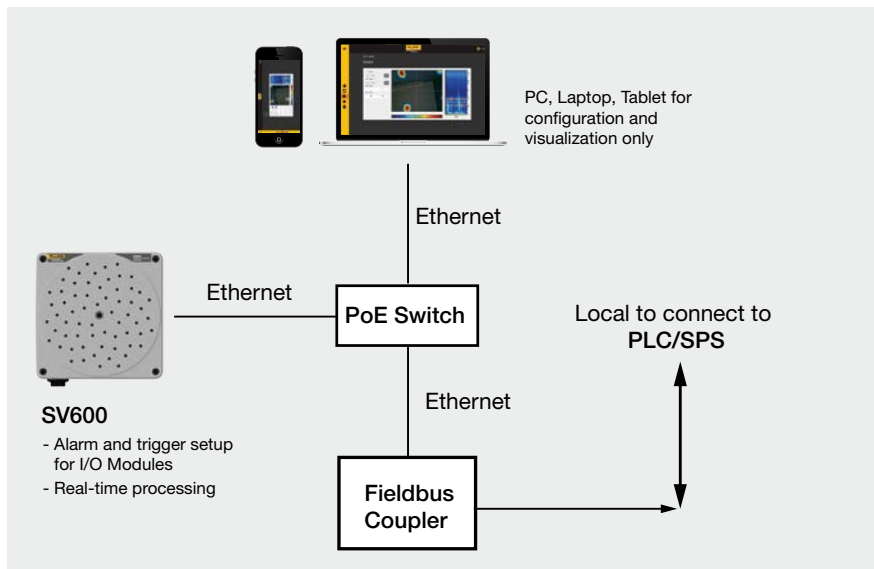 PC, Laptop, Tablet for
configuration and
visualization only
Ethernet
Ethernet
PoE Switch
Local to connect to
PLC/SPS
Ethernet
SV600
- Alarm and trigger setup
for I/O Modules
- Real-time processing
Fieldbus
Coupler